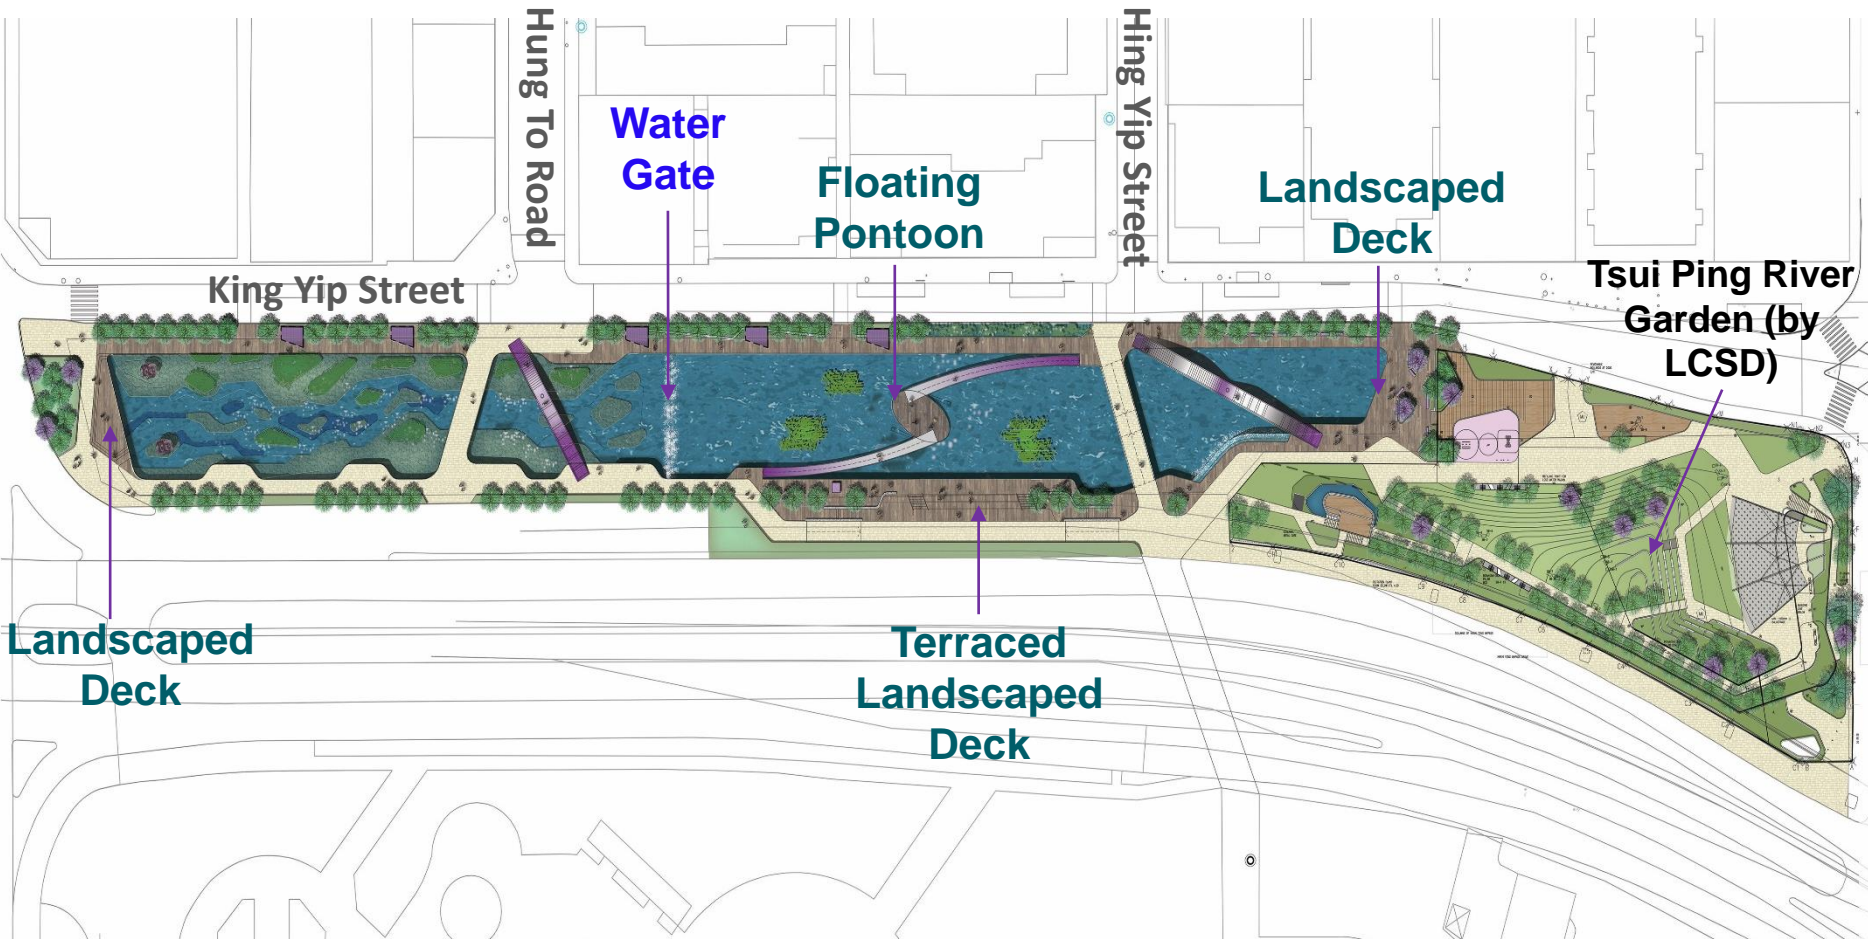 Hung To Road
Hing Yip Street
Water
Gate
Floating
Pontoon
Landscaped
Deck
Tsui Ping River
Garden (by
LCSD)
King Yip Street
Landscaped
Deck
Terraced
Landscaped
Deck